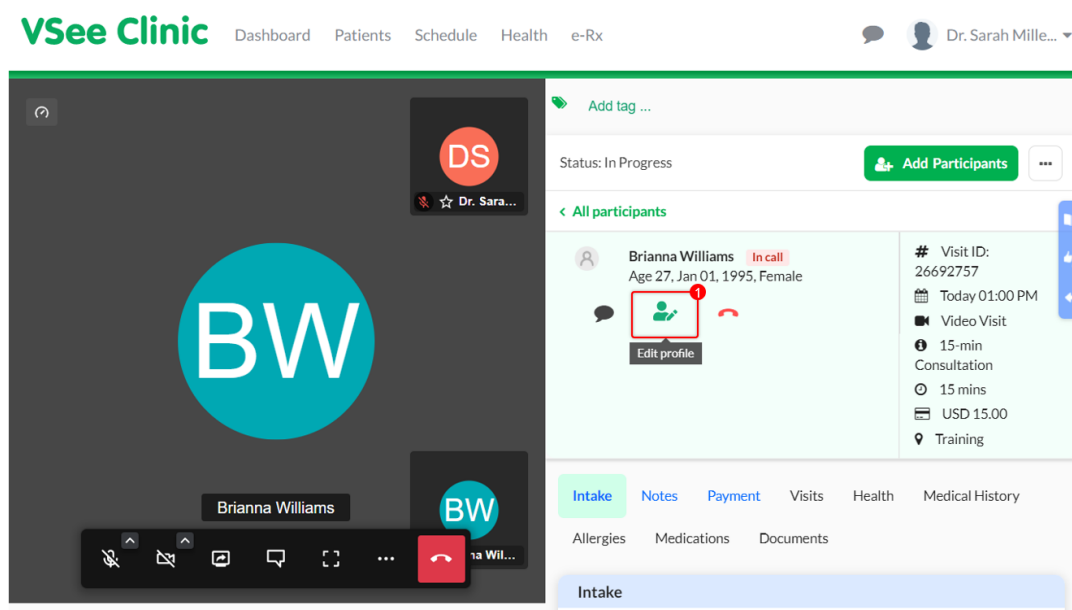 VSee Clinic
Dashboard
Patients
Schedule
Health
e-Rx
Dr. Sarah Mille...
DS
Dr. Sara...
BW
Brianna Williams
BW
na Wil...
Add tag ...
Status: In Progress
Add Participants
All participants
Brianna Williams
In call
Age 27, Jan 01, 1995, Female
1
Edit profile
# Visit ID:
26692757
Today 01:00 PM
Video Visit
15-min
Consultation
15 mins
USD 15.00
Training
Intake
Notes
Payment
Visits
Health
Medical History
Allergies
Medications
Documents
Intake